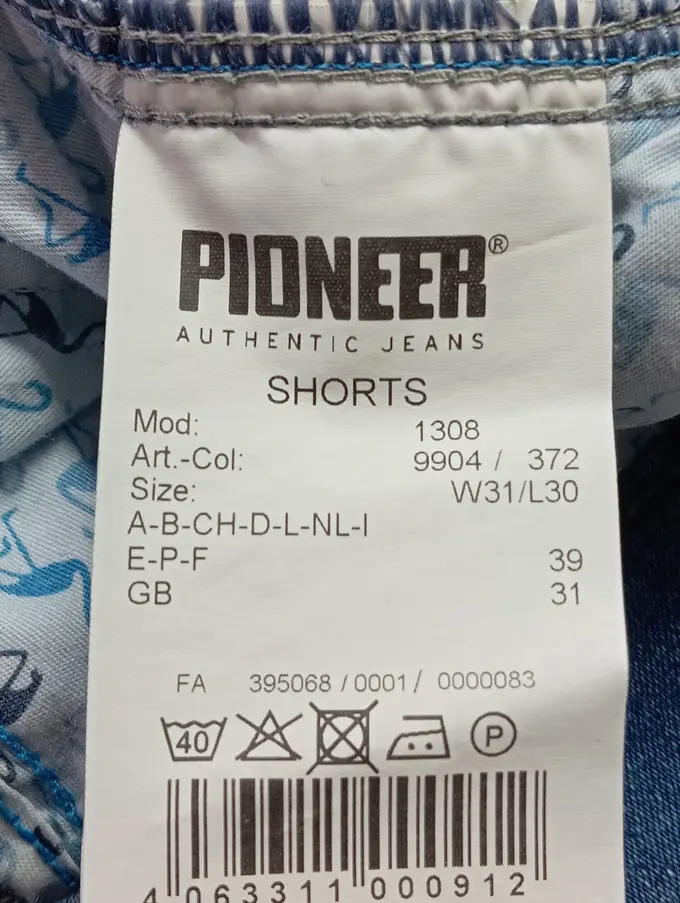 PIONEER®
AUTHENTIC JEANS
SHORTS
Mod: 1308
Art.-Col: 9904 / 372
Size: W31/L30
A-B-CH-D-L-NL-I
E-P-F 39
GB 31
FA 395068 / 0001 / 0000083
40 P
4 063311 000912